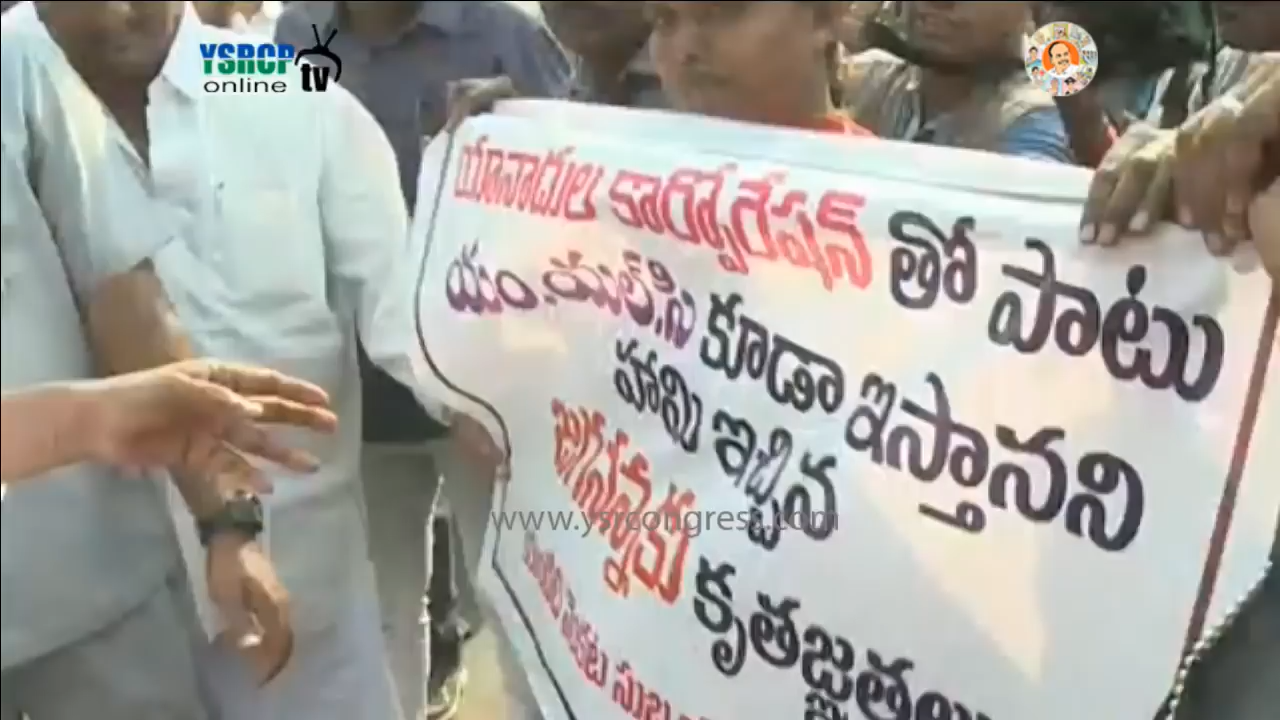 YSRCP
online tv
యానాదుల కార్పోరేషన్ తో పాటు
యం.యల్.సి కూడా ఇస్తానని
హామి ఇచ్చిన
జగనన్నకు కృతజ్ఞతలు
www.ysrcongress.com